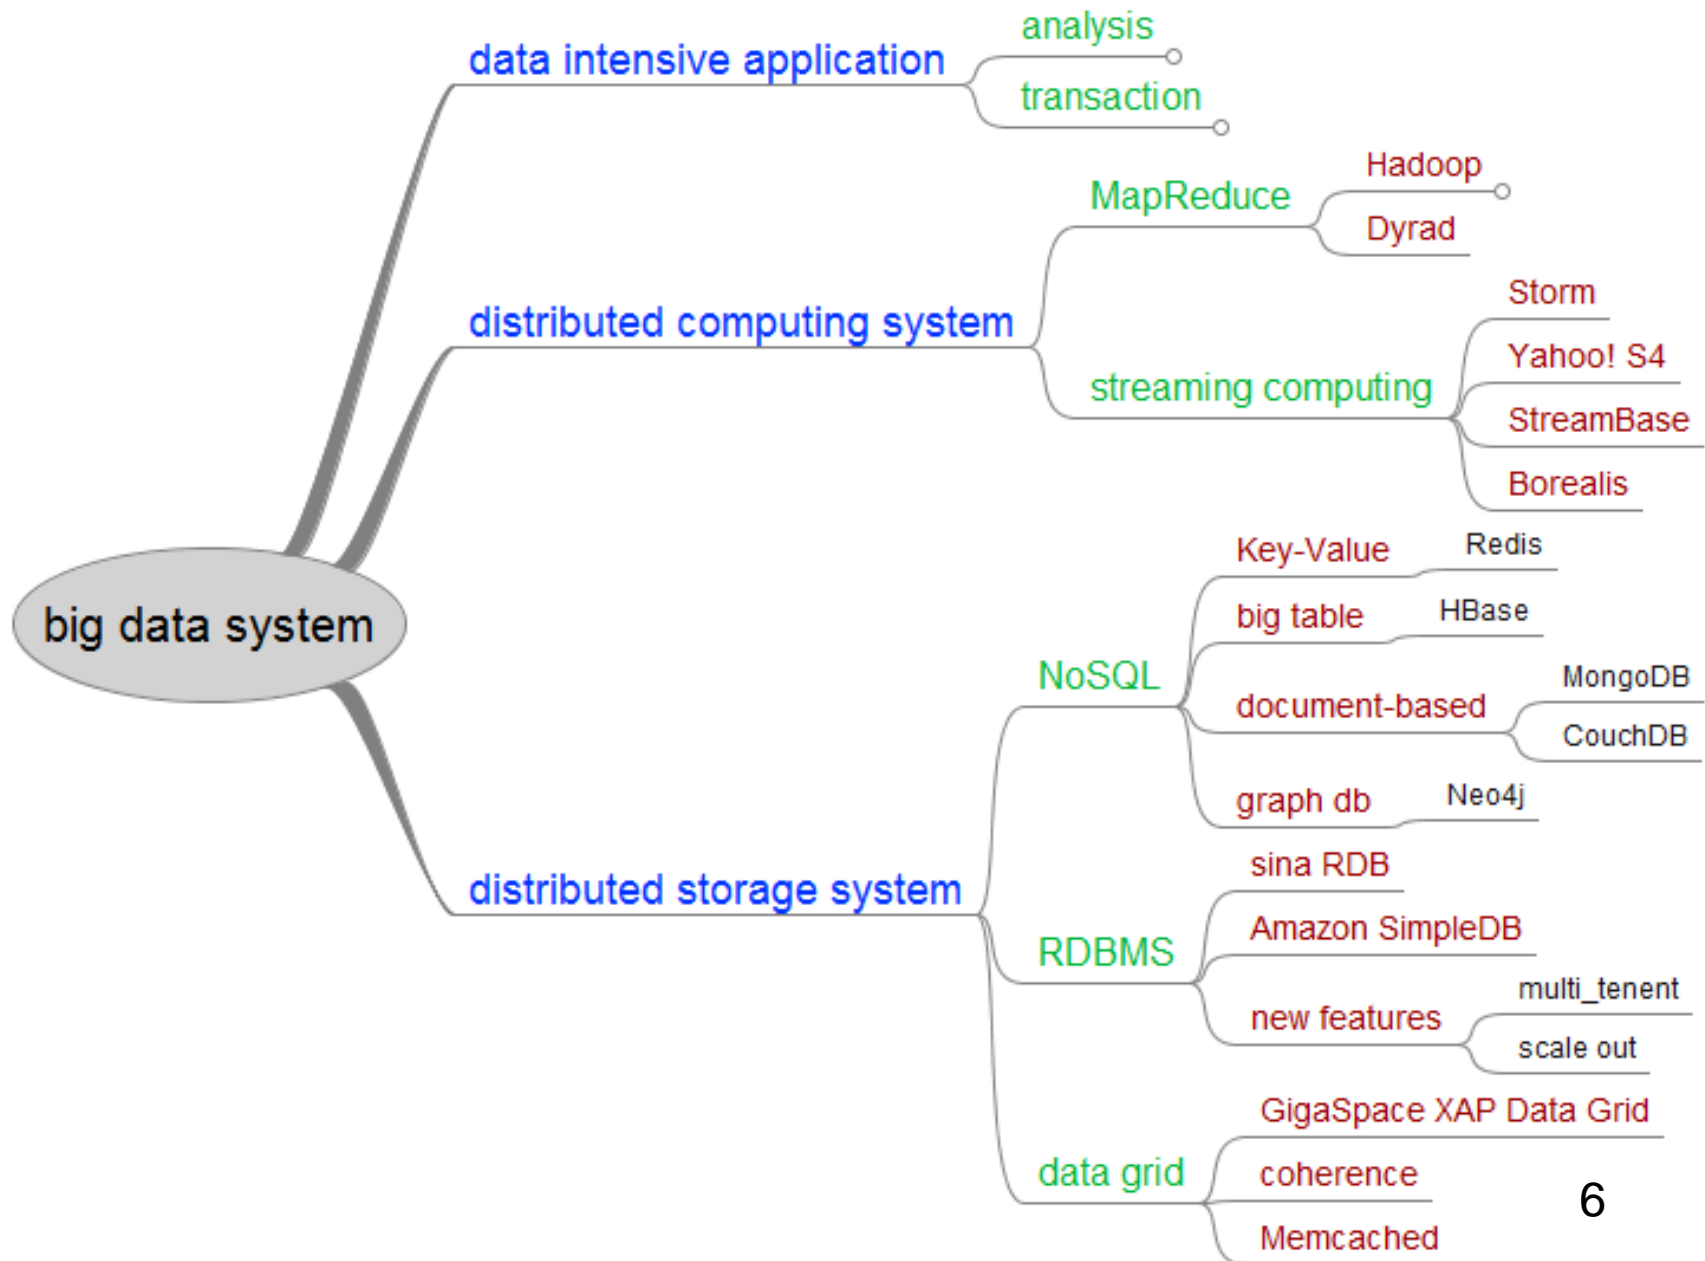 big data system
data intensive application
analysis
transaction
distributed computing system
MapReduce
Hadoop
Dyrad
streaming computing
Storm
Yahoo! S4
StreamBase
Borealis
distributed storage system
NoSQL
Key-Value
Redis
big table
HBase
document-based
MongoDB
CouchDB
graph db
Neo4j
RDBMS
sina RDB
Amazon SimpleDB
new features
multi_tenent
scale out
data grid
GigaSpace XAP Data Grid
coherence
Memcached
6